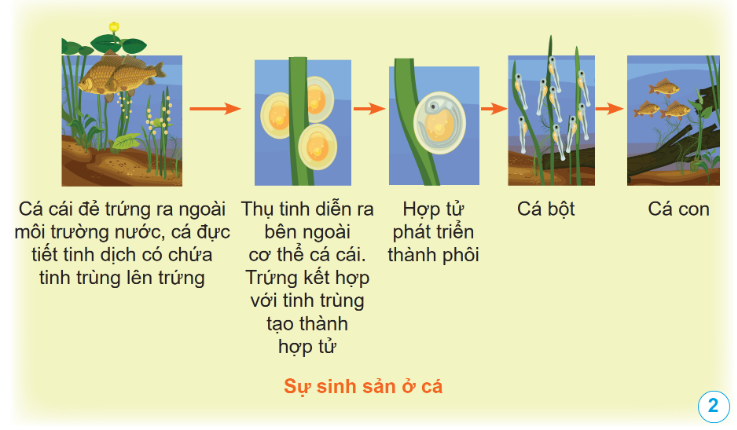 Cá cái đẻ trứng ra ngoài
môi trường nước, cá đực
tiết tinh dịch có chứa
tinh trùng lên trứng
Thụ tinh diễn ra
bên ngoài
cơ thể cá cái.
Trứng kết hợp
với tinh trùng
tạo thành
hợp tử
Hợp tử
phát triển
thành phôi
Cá bột
Cá con
Sự sinh sản ở cá
2